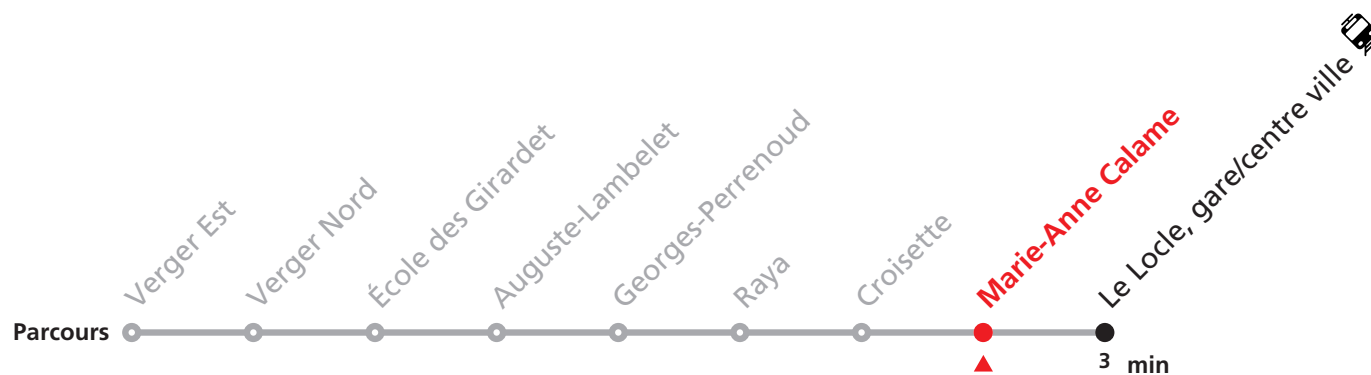 Verger Est
Verger Nord
École des Girardet
Auguste-Lambelet
Georges-Perrenoud
Raya
Croisette
Marie-Anne Calame
Le Locle, gare/centre ville
Parcours
3 min